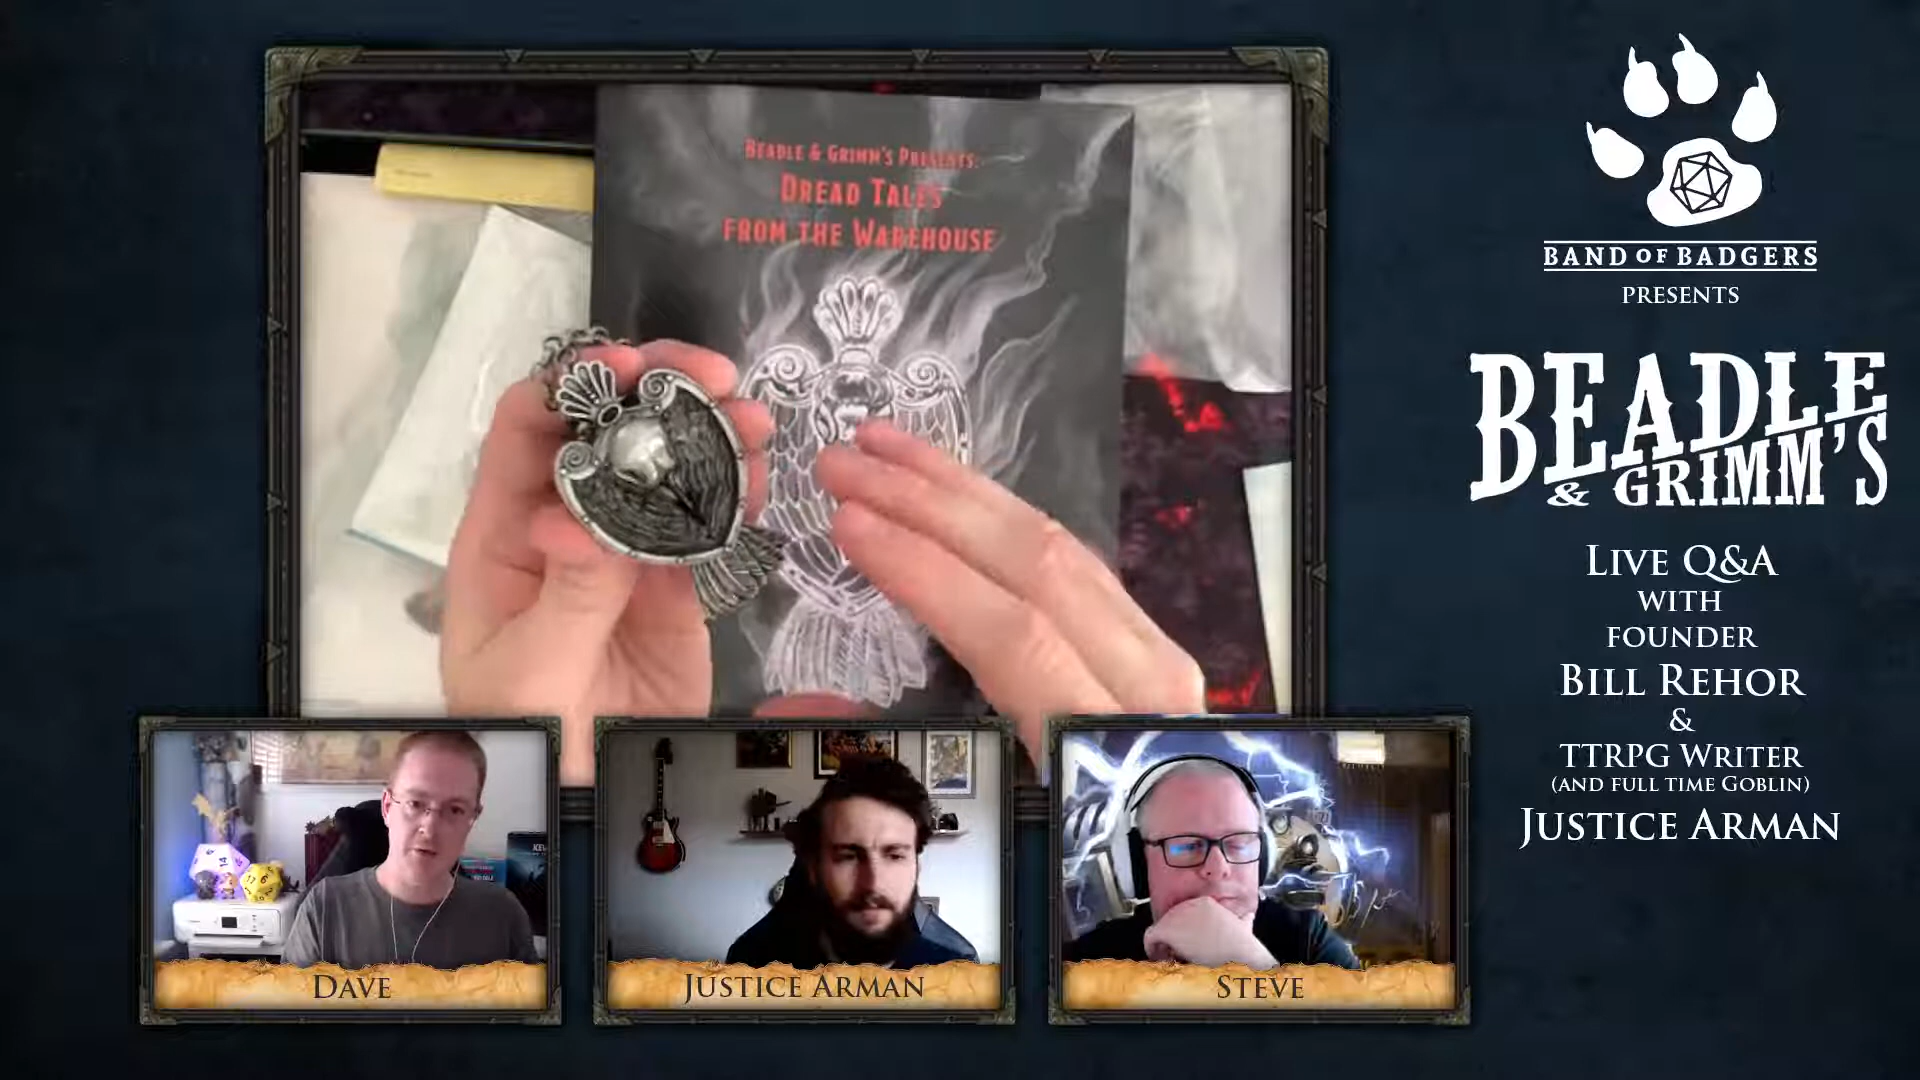 Beadle & Grimm's Presents:
Dread Tales
from the Warehouse
BAND OF BADGERS
PRESENTS
BEADLE
& GRIMM'S
Live Q&A
with
founder
Bill Rehor
&
TTRPG Writer
(and full time Goblin)
Justice Arman
Dave
Justice Arman
Steve